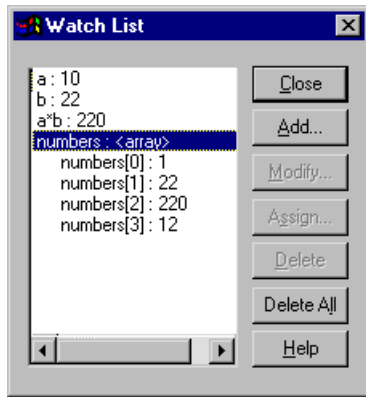 Watch List
a : 10
b : 22
a*b : 220
numbers : <array>
numbers[0] : 1
numbers[1] : 22
numbers[2] : 220
numbers[3] : 12
Close
Add...
Modify...
Assign...
Delete
Delete All
Help